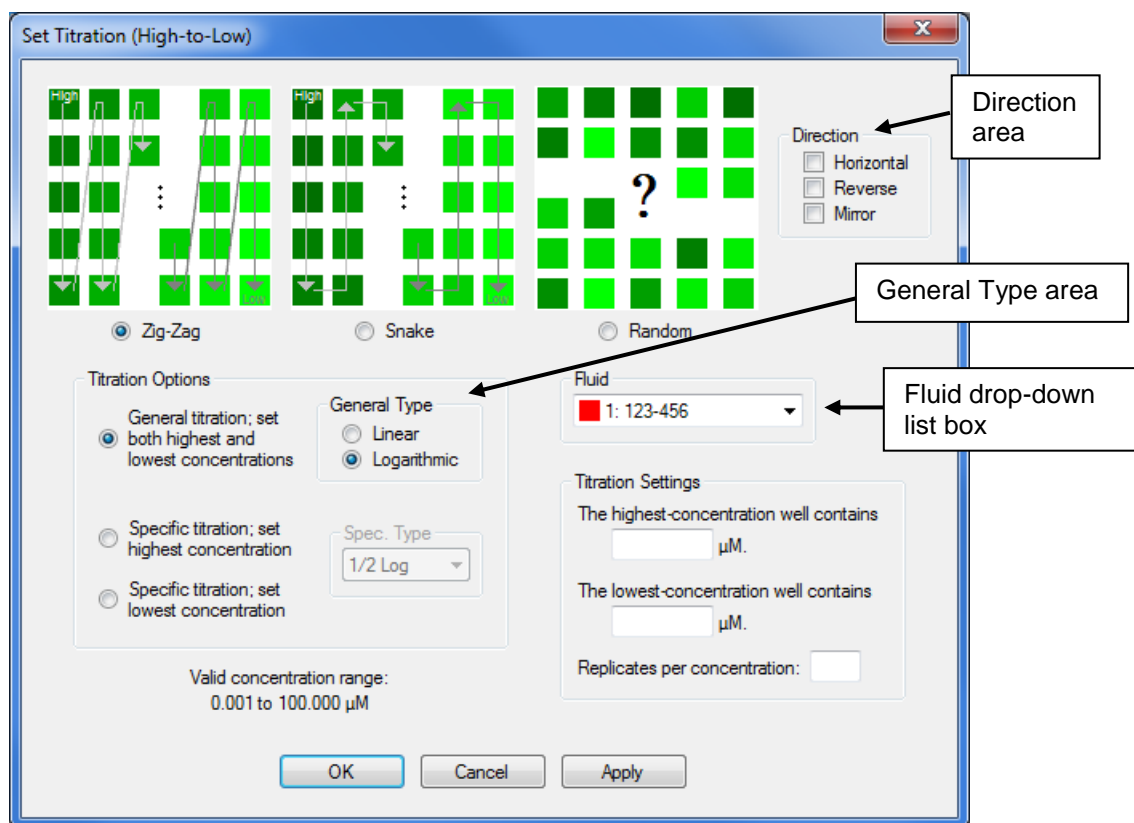 Set Titration (High-to-Low)
x
High
Low
High
Low
?
Direction
Horizontal
Reverse
Mirror
Direction
area
Zig-Zag
Snake
Random
General Type area
Titration Options
General titration; set
both highest and
lowest concentrations
General Type
Linear
Logarithmic
Specific titration; set
highest concentration
Specific titration; set
lowest concentration
Spec. Type
1/2 Log
Valid concentration range:
0.001 to 100.000 µM
Fluid
1: 123-456
Fluid drop-down
list box
Titration Settings
The highest-concentration well contains
µM.
The lowest-concentration well contains
µM.
Replicates per concentration:
OK
Cancel
Apply